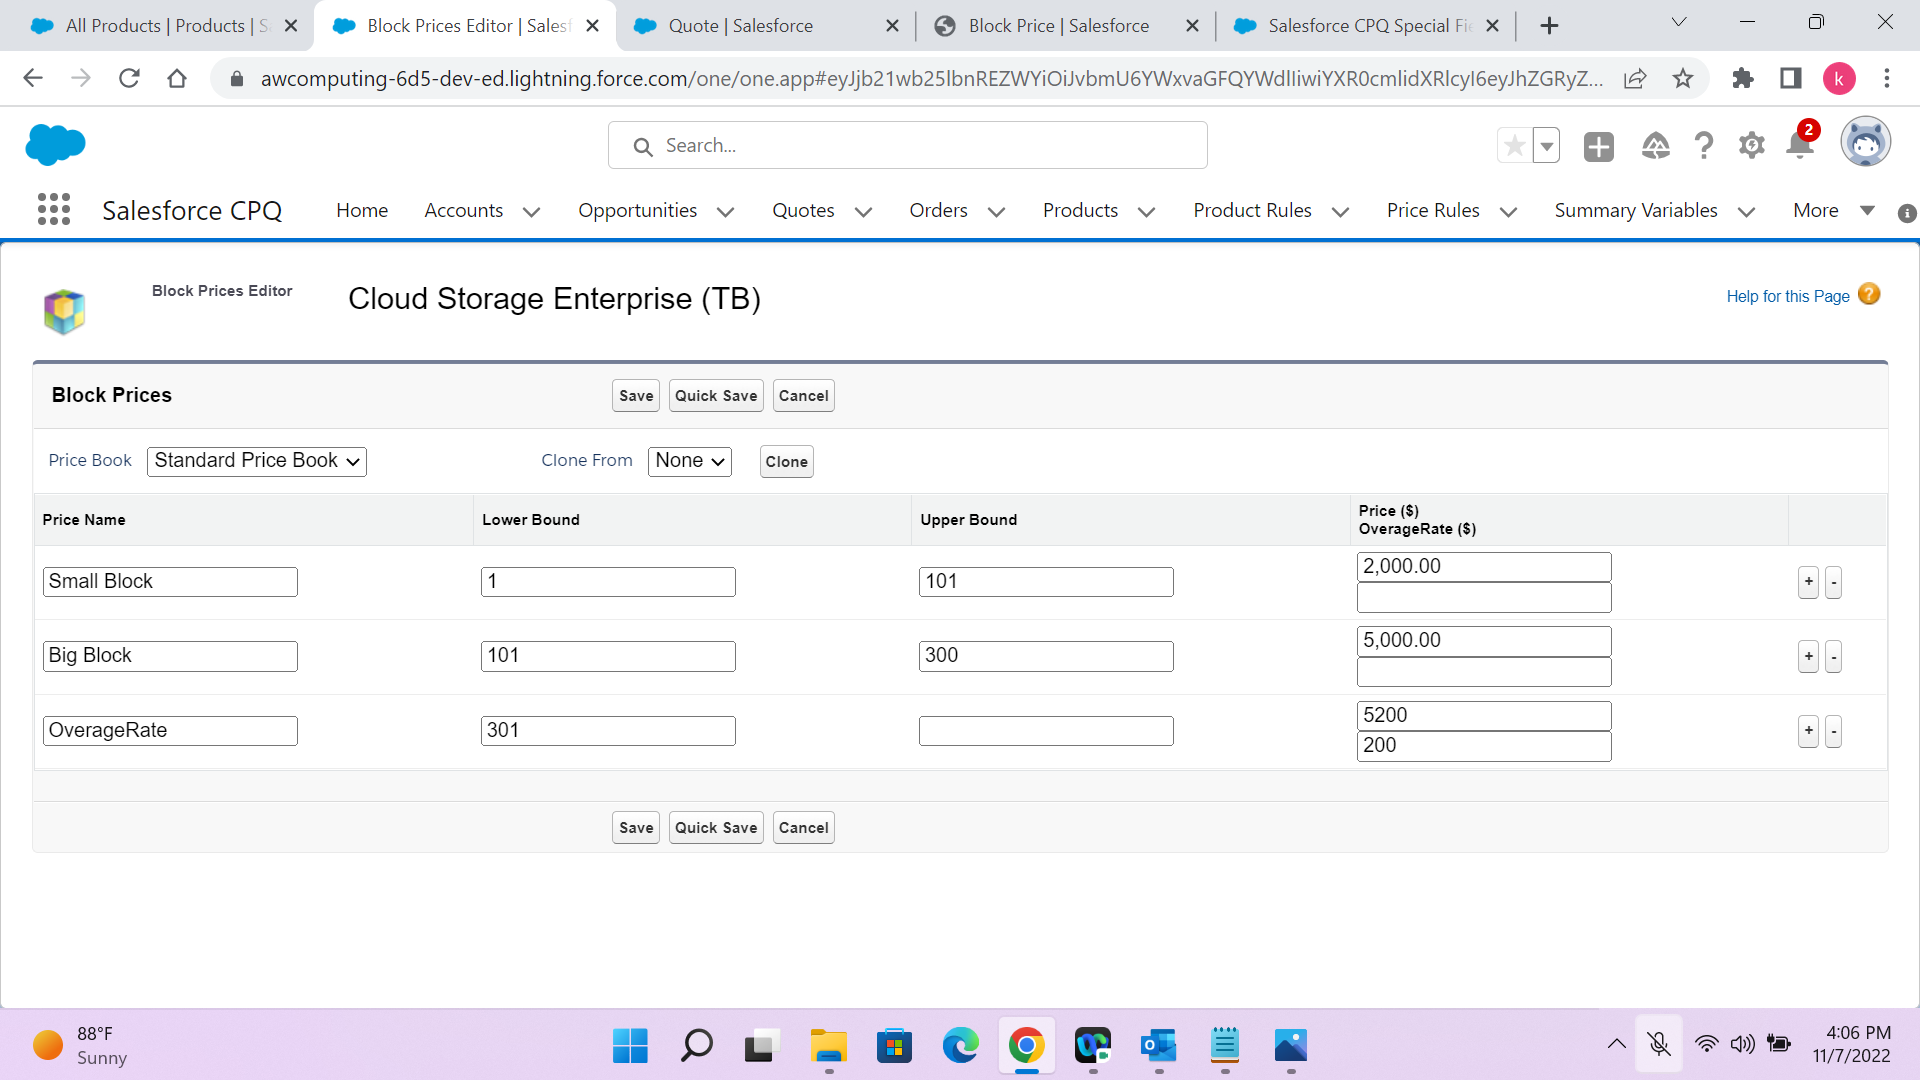 All Products | Products | S
Block Prices Editor | Salesf
Quote | Salesforce
Block Price | Salesforce
Salesforce CPQ Special Fie
awcomputing-6d5-dev-ed.lightning.force.com/one/one.app#eyJjb21wb25lbnREZWYiOiJvbmU6YWxvaGFQYWdlIiwiYXR0cmlidXRlcyI6eyJhZGRyZ...
k
Search...
2
Salesforce CPQ
Home
Accounts
Opportunities
Quotes
Orders
Products
Product Rules
Price Rules
Summary Variables
More
Block Prices Editor
Cloud Storage Enterprise (TB)
Help for this Page
Block Prices
Save
Quick Save
Cancel
Price Book
Standard Price Book
Clone From
None
Clone
Price Name
Lower Bound
Upper Bound
Price ($)
OverageRate ($)
Small Block
1
101
2,000.00
+
-
Big Block
101
300
5,000.00
+
-
OverageRate
301
5200
200
+
-
Save
Quick Save
Cancel
88°F
Sunny
4:06 PM
11/7/2022